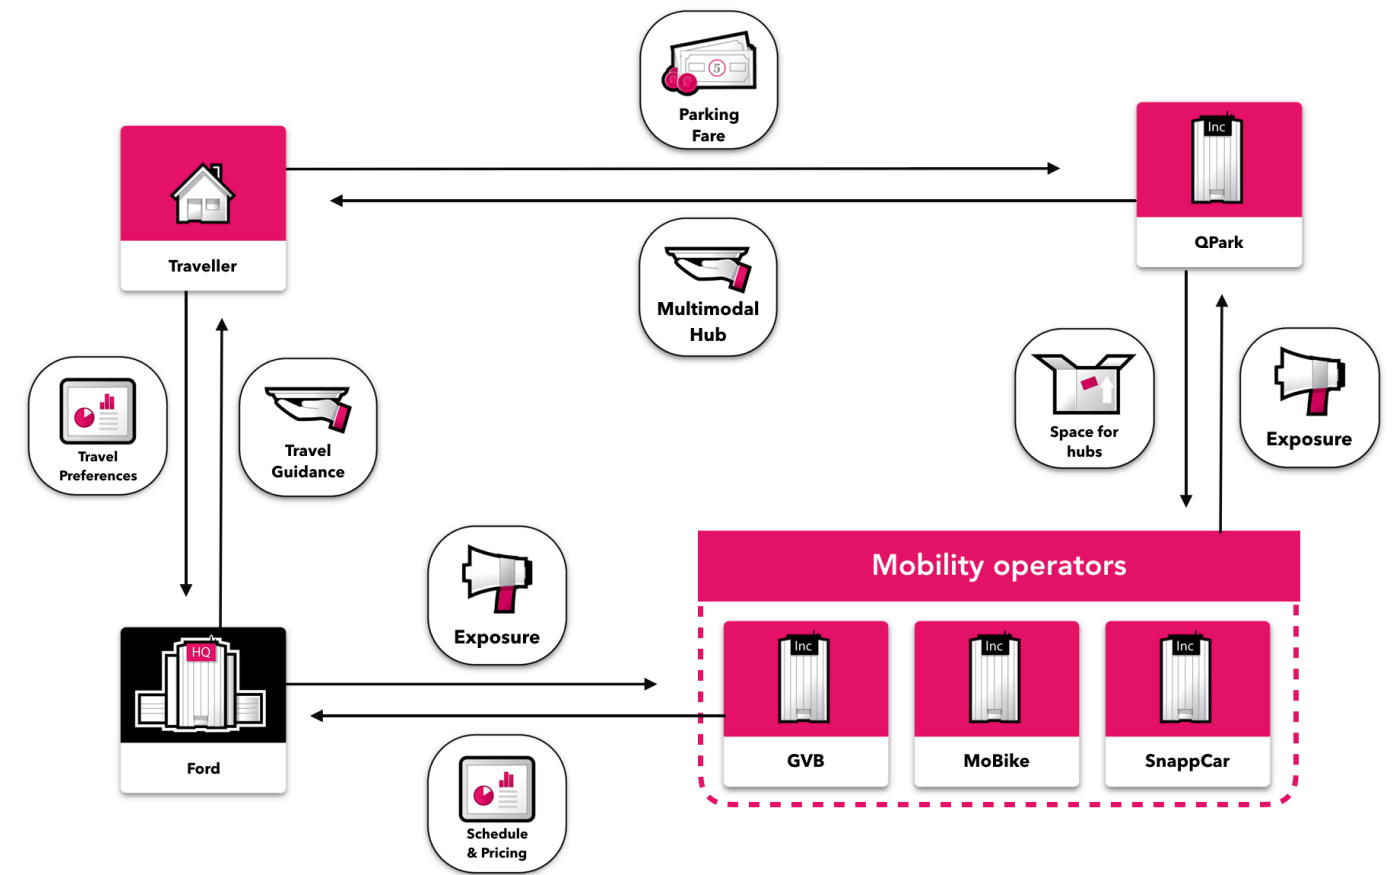 5
Parking
Fare
Inc
QPark
Traveller
Multimodal
Hub
Travel
Preferences
Travel
Guidance
Space for
hubs
Exposure
Exposure
Mobility operators
HQ
Ford
Inc
GVB
Inc
MoBike
Inc
SnappCar
Schedule
& Pricing